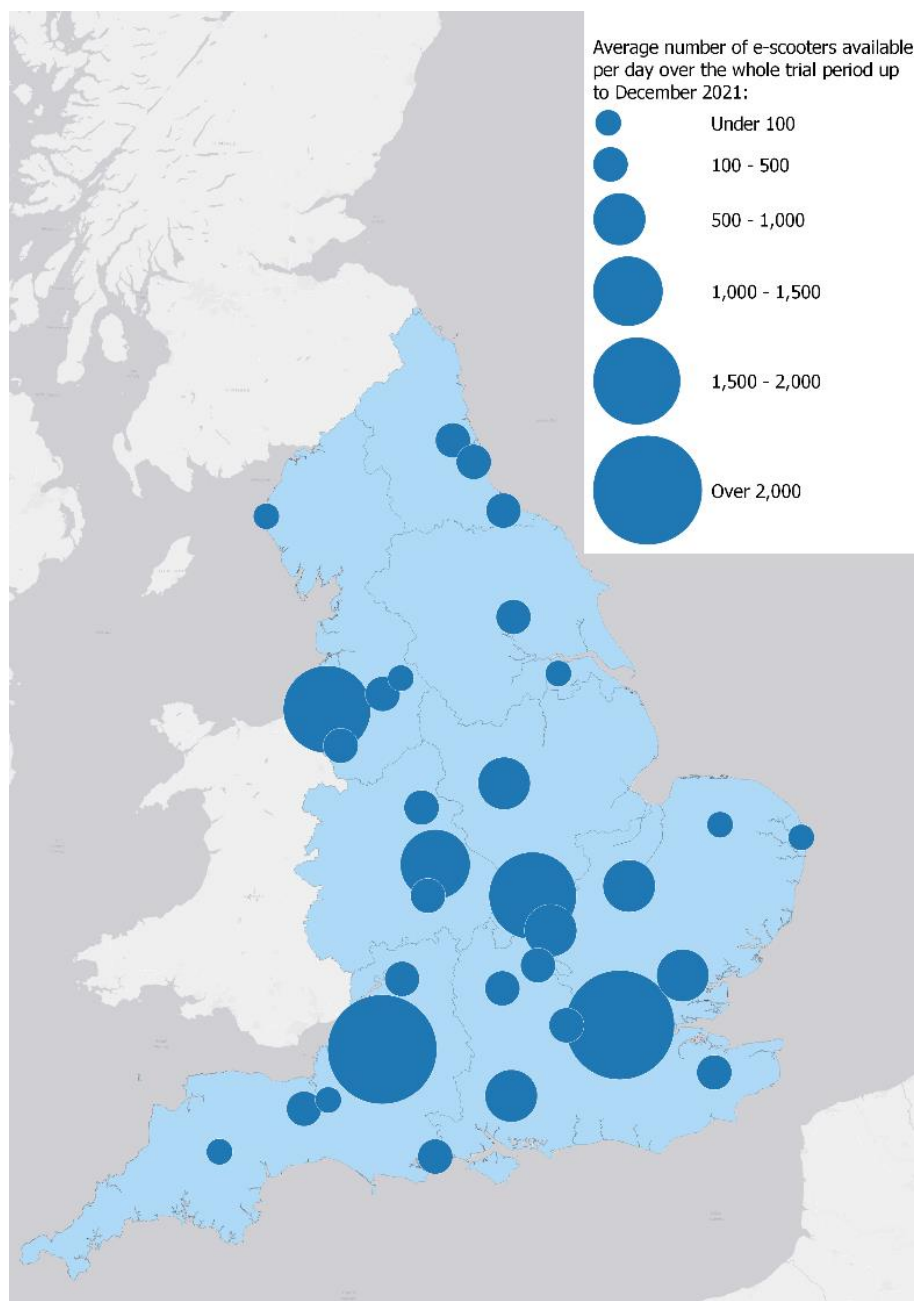 Average number of e-scooters available
per day over the whole trial period up
to December 2021:
Under 100
100 - 500
500 - 1,000
1,000 - 1,500
1,500 - 2,000
Over 2,000